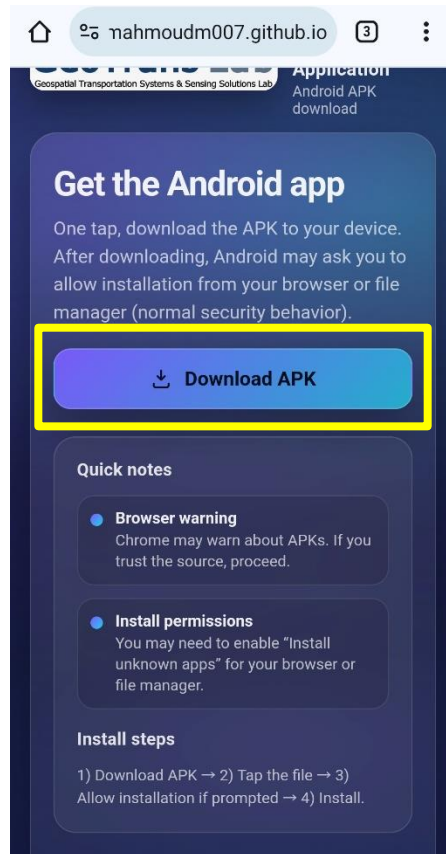 mahmoudm007.github.io
3
GeoTrans Lab
Geospatial Transportation Systems & Sensing Solutions Lab
Application
Android APK
download
Get the Android app
One tap, download the APK to your device.
After downloading, Android may ask you to
allow installation from your browser or file
manager (normal security behavior).
Download APK
Quick notes
Browser warning
Chrome may warn about APKs. If you
trust the source, proceed.
Install permissions
You may need to enable “Install
unknown apps” for your browser or
file manager.
Install steps
1) Download APK → 2) Tap the file → 3)
Allow installation if prompted → 4) Install.